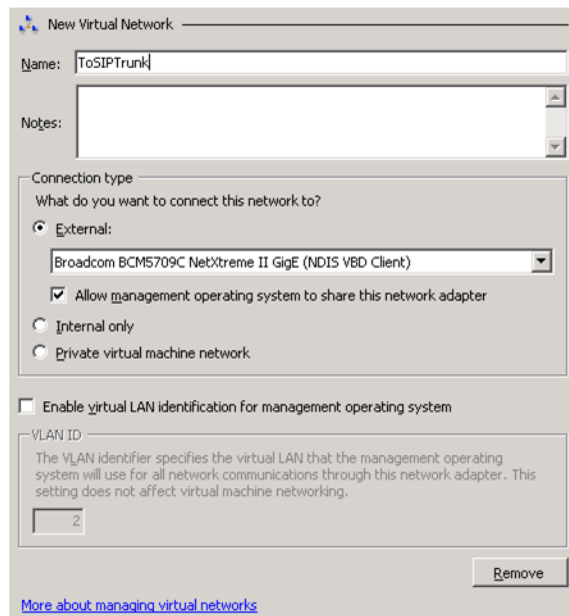 New Virtual Network
Name: ToSIPTrunk
Notes:
Connection type
What do you want to connect this network to?
External:
Broadcom BCM5709C NetXtreme II GigE (NDIS VBD Client)
Allow management operating system to share this network adapter
Internal only
Private virtual machine network
Enable virtual LAN identification for management operating system
VLAN ID
The VLAN identifier specifies the virtual LAN that the management operating
system will use for all network communications through this network adapter. This
setting does not affect virtual machine networking.
2
Remove
More about managing virtual networks